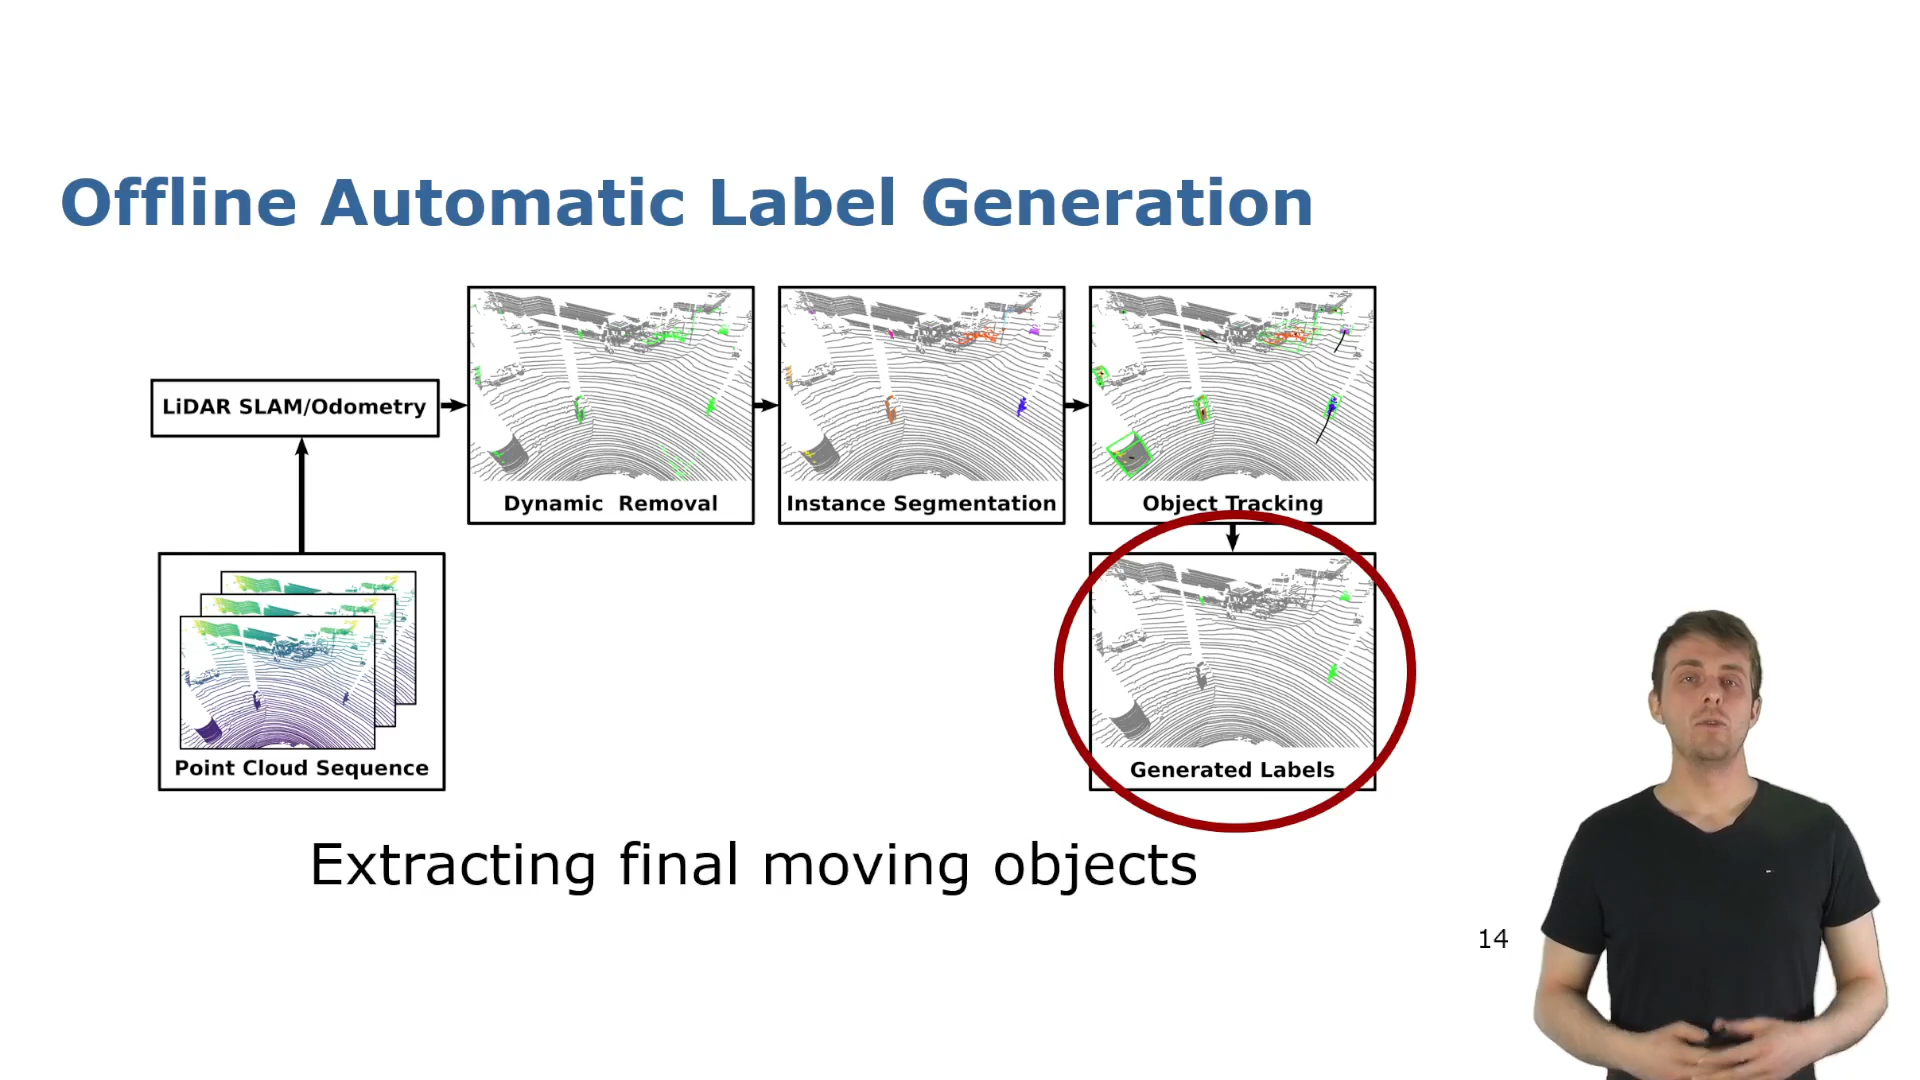 Offline Automatic Label Generation
LiDAR SLAM/Odometry
Dynamic Removal
Instance Segmentation
Object Tracking
Point Cloud Sequence
Generated Labels
Extracting final moving objects
14